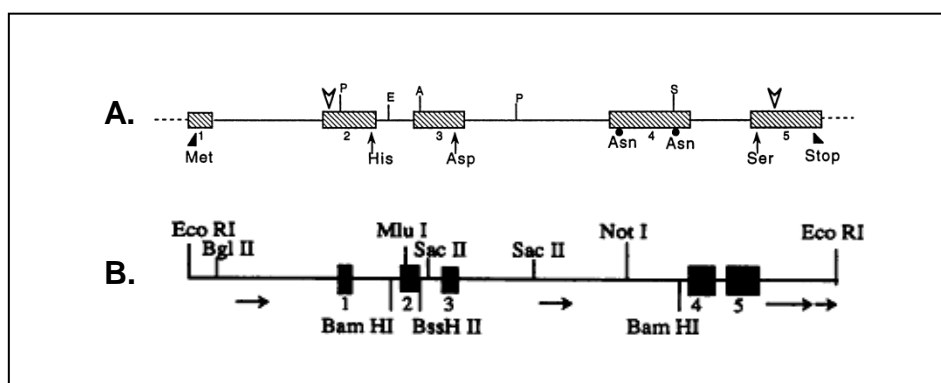 A.
P E A P S
1 2 3 4 5
Met His Asp Asn Asn Ser Stop
B.
Eco RI Bgl II Mlu I Sac II Sac II Not I Eco RI
1 2 3 4 5
Bam HI BssH II Bam HI